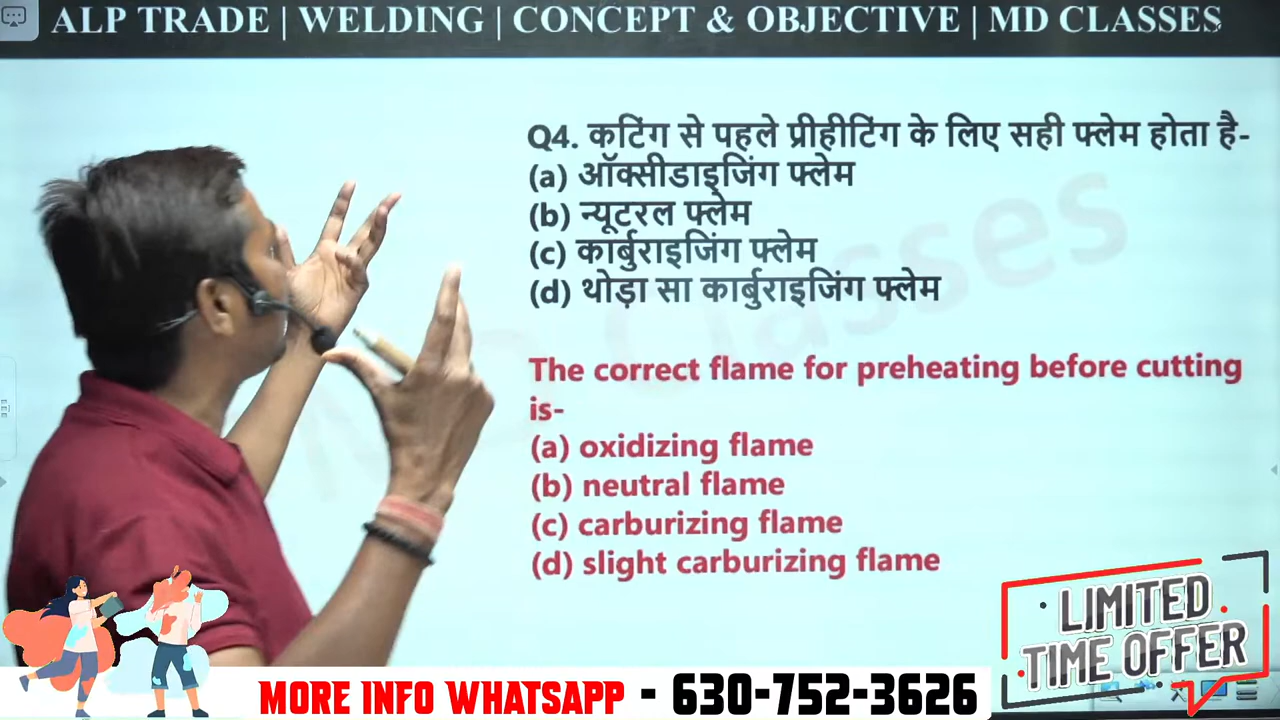 ALP TRADE | WELDING | CONCEPT & OBJECTIVE | MD CLASSES
Q4. कटिंग से पहले प्रीहीटिंग के लिए सही फ्लेम होता है-
(a) ऑक्सीडाइजिंग फ्लेम
(b) न्यूटरल फ्लेम
(c) कार्बुराइजिंग फ्लेम
(d) थोड़ा सा कार्बुराइजिंग फ्लेम
The correct flame for preheating before cutting
is-
(a) oxidizing flame
(b) neutral flame
(c) carburizing flame
(d) slight carburizing flame
LIMITED
TIME OFFER
MORE INFO WHATSAPP - 630-752-3626